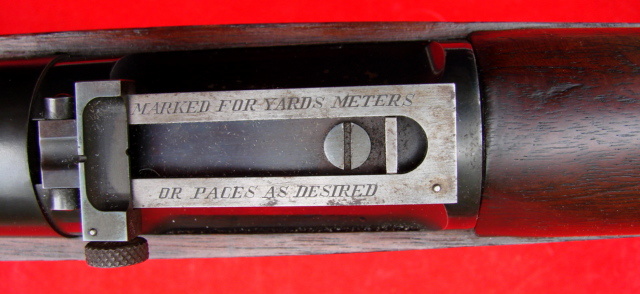 MARKED FOR YARDS METERS
OR PACES AS DESIRED